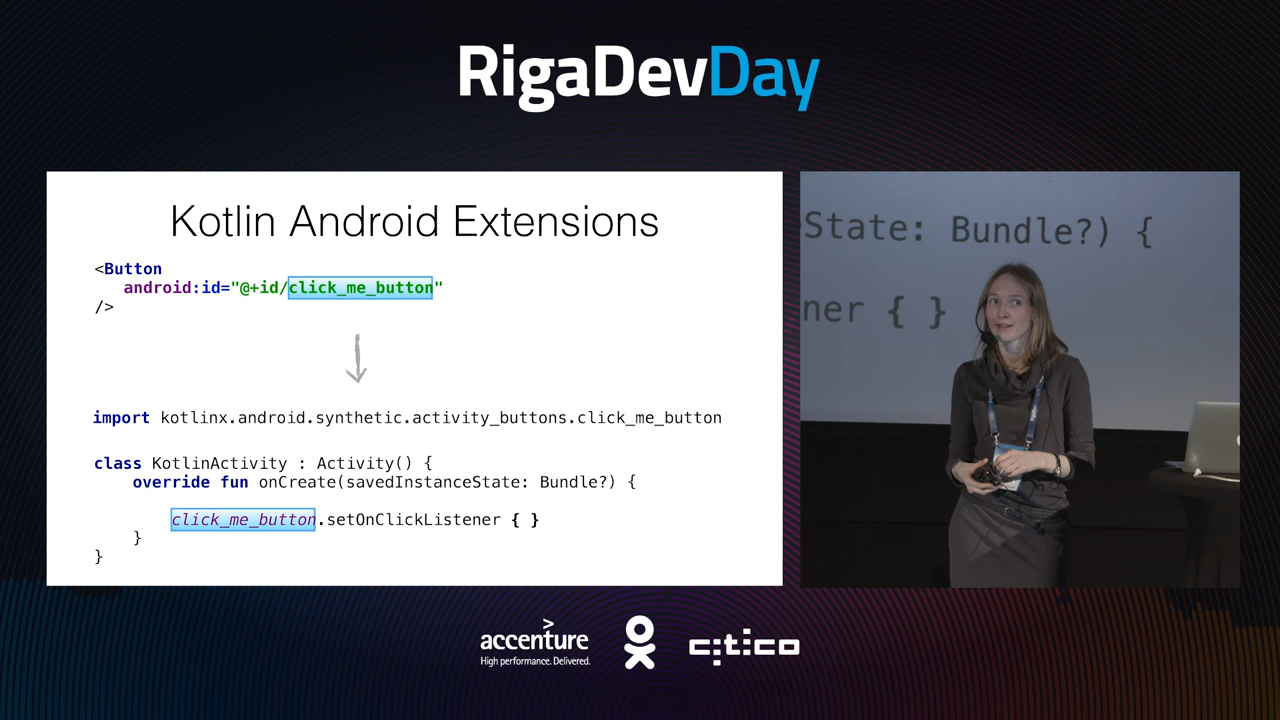 RigaDevDay
Kotlin Android Extensions
<Button
android:id="@+id/click_me_button"
/>
import kotlinx.android.synthetic.activity_buttons.click_me_button
class KotlinActivity : Activity() {
override fun onCreate(savedInstanceState: Bundle?) {
click_me_button.setOnClickListener { }
}
}
State: Bundle?) {
ner { }
accenture
High performance. Delivered.
citico